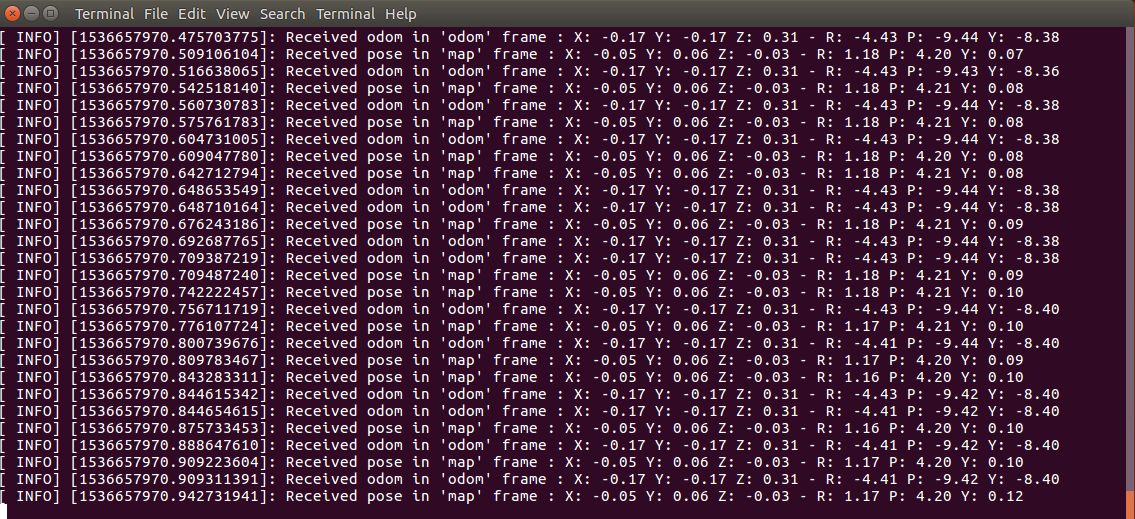 Terminal File Edit View Search Terminal Help
[ INFO] [1536657970.475703775]: Received odom in 'odom' frame : X: -0.17 Y: -0.17 Z: 0.31 - R: -4.43 P: -9.44 Y: -8.38
[ INFO] [1536657970.509106104]: Received pose in 'map' frame : X: -0.05 Y: 0.06 Z: -0.03 - R: 1.18 P: 4.20 Y: 0.07
[ INFO] [1536657970.516638065]: Received odom in 'odom' frame : X: -0.17 Y: -0.17 Z: 0.31 - R: -4.43 P: -9.43 Y: -8.36
[ INFO] [1536657970.542518140]: Received pose in 'map' frame : X: -0.05 Y: 0.06 Z: -0.03 - R: 1.18 P: 4.21 Y: 0.08
[ INFO] [1536657970.560730783]: Received odom in 'odom' frame : X: -0.17 Y: -0.17 Z: 0.31 - R: -4.43 P: -9.44 Y: -8.38
[ INFO] [1536657970.575761783]: Received pose in 'map' frame : X: -0.05 Y: 0.06 Z: -0.03 - R: 1.18 P: 4.21 Y: 0.08
[ INFO] [1536657970.604731005]: Received odom in 'odom' frame : X: -0.17 Y: -0.17 Z: 0.31 - R: -4.43 P: -9.44 Y: -8.38
[ INFO] [1536657970.609047780]: Received pose in 'map' frame : X: -0.05 Y: 0.06 Z: -0.03 - R: 1.18 P: 4.20 Y: 0.08
[ INFO] [1536657970.642712794]: Received pose in 'map' frame : X: -0.05 Y: 0.06 Z: -0.03 - R: 1.18 P: 4.21 Y: 0.08
[ INFO] [1536657970.648653549]: Received odom in 'odom' frame : X: -0.17 Y: -0.17 Z: 0.31 - R: -4.43 P: -9.44 Y: -8.38
[ INFO] [1536657970.648710164]: Received odom in 'odom' frame : X: -0.17 Y: -0.17 Z: 0.31 - R: -4.43 P: -9.44 Y: -8.38
[ INFO] [1536657970.676243186]: Received pose in 'map' frame : X: -0.05 Y: 0.06 Z: -0.03 - R: 1.18 P: 4.21 Y: 0.09
[ INFO] [1536657970.692687765]: Received odom in 'odom' frame : X: -0.17 Y: -0.17 Z: 0.31 - R: -4.43 P: -9.44 Y: -8.38
[ INFO] [1536657970.709387219]: Received odom in 'odom' frame : X: -0.17 Y: -0.17 Z: 0.31 - R: -4.43 P: -9.44 Y: -8.38
[ INFO] [1536657970.709487240]: Received pose in 'map' frame : X: -0.05 Y: 0.06 Z: -0.03 - R: 1.18 P: 4.21 Y: 0.09
[ INFO] [1536657970.742222457]: Received pose in 'map' frame : X: -0.05 Y: 0.06 Z: -0.03 - R: 1.18 P: 4.21 Y: 0.10
[ INFO] [1536657970.756711719]: Received odom in 'odom' frame : X: -0.17 Y: -0.17 Z: 0.31 - R: -4.43 P: -9.44 Y: -8.40
[ INFO] [1536657970.776107724]: Received pose in 'map' frame : X: -0.05 Y: 0.06 Z: -0.03 - R: 1.17 P: 4.21 Y: 0.10
[ INFO] [1536657970.800739676]: Received odom in 'odom' frame : X: -0.17 Y: -0.17 Z: 0.31 - R: -4.41 P: -9.44 Y: -8.40
[ INFO] [1536657970.809783467]: Received pose in 'map' frame : X: -0.05 Y: 0.06 Z: -0.03 - R: 1.17 P: 4.20 Y: 0.09
[ INFO] [1536657970.843283311]: Received pose in 'map' frame : X: -0.05 Y: 0.06 Z: -0.03 - R: 1.16 P: 4.20 Y: 0.10
[ INFO] [1536657970.844615342]: Received odom in 'odom' frame : X: -0.17 Y: -0.17 Z: 0.31 - R: -4.43 P: -9.42 Y: -8.40
[ INFO] [1536657970.844654615]: Received odom in 'odom' frame : X: -0.17 Y: -0.17 Z: 0.31 - R: -4.41 P: -9.42 Y: -8.40
[ INFO] [1536657970.875733453]: Received pose in 'map' frame : X: -0.05 Y: 0.06 Z: -0.03 - R: 1.16 P: 4.20 Y: 0.10
[ INFO] [1536657970.888647610]: Received odom in 'odom' frame : X: -0.17 Y: -0.17 Z: 0.31 - R: -4.41 P: -9.42 Y: -8.40
[ INFO] [1536657970.909223604]: Received pose in 'map' frame : X: -0.05 Y: 0.06 Z: -0.03 - R: 1.17 P: 4.20 Y: 0.10
[ INFO] [1536657970.909311391]: Received odom in 'odom' frame : X: -0.17 Y: -0.17 Z: 0.31 - R: -4.41 P: -9.42 Y: -8.40
[ INFO] [1536657970.942731941]: Received pose in 'map' frame : X: -0.05 Y: 0.06 Z: -0.03 - R: 1.17 P: 4.20 Y: 0.12